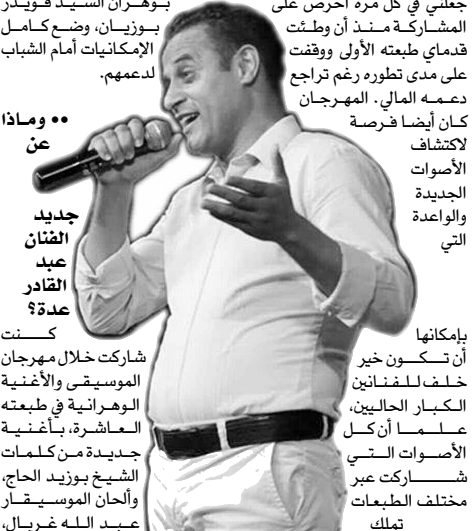 جعلني في كل مرة أحرص على
المشاركة منذ أن وطئت
قدماي طبعته الأولى ووقفت
على مدى تطوره رغم تراجع
دعمه المالي. المهرجان
كان أيضا فرصة
لاكتشاف
الأصوات
الجديدة
والواعدة
التي
بإمكانها
أن تكون خير
خلف للفنانين
الكبار الحاليين،
علما أن كل
الأصوات التي
شاركت عبر
مختلف الطبعات
تملك
بوهران السيد قويدر
بوزيان، وضع كامل
الإمكانيات أمام الشباب
لدعمهم.
•• وماذا
عن
جديد
الفنان
عبد
القادر
عدة؟
كنت
شاركت خلال مهرجان
الموسيقى والأغنية
الوهرانية في طبعته
العاشرة، بأغنية
جديدة من كلمات
الشيخ بوزيد الحاج،
وألحان الموسيقار
عبد الله غربال،